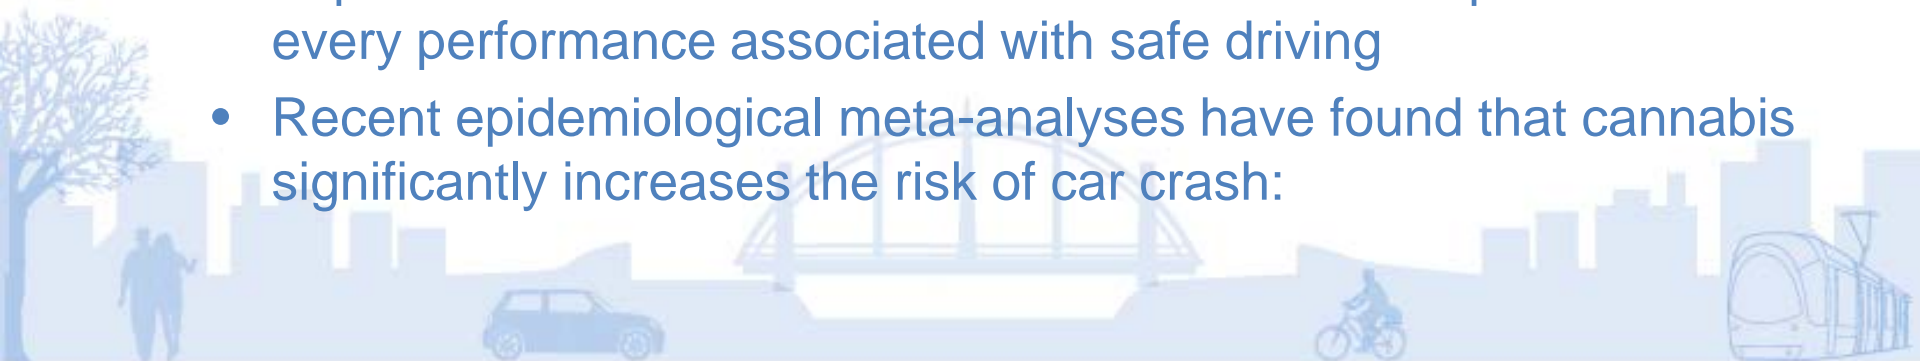 every performance associated with safe driving
• Recent epidemiological meta-analyses have found that cannabis
significantly increases the risk of car crash: